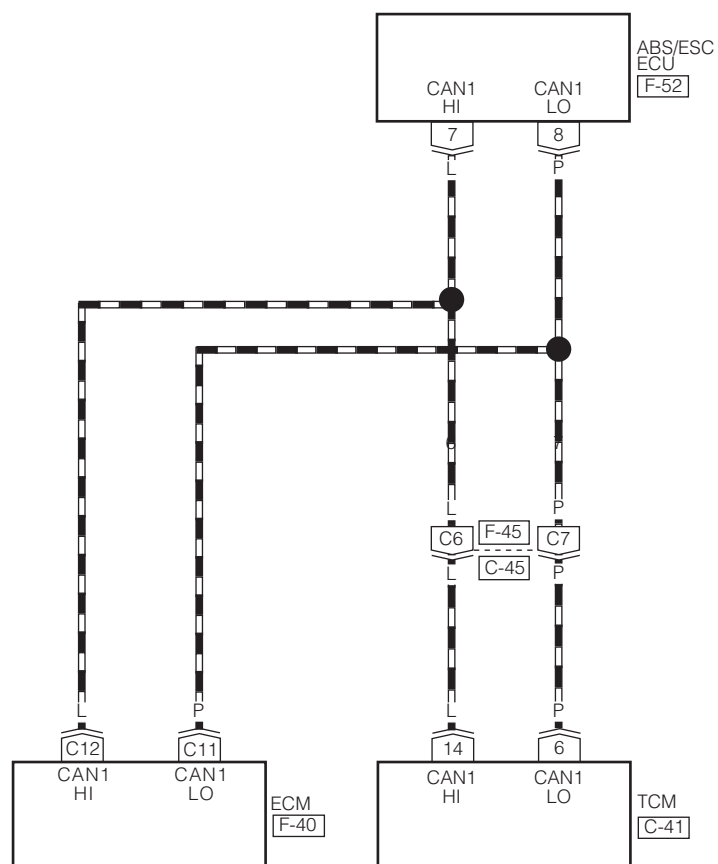 ABS/ESC
ECU
F-52
CAN1
HI
CAN1
LO
7
8
L
P
L
P
C6
F-45
C7
C-45
L
P
L
P
L
P
C12
C11
14
6
CAN1
HI
CAN1
LO
ECM
F-40
CAN1
HI
CAN1
LO
TCM
C-41